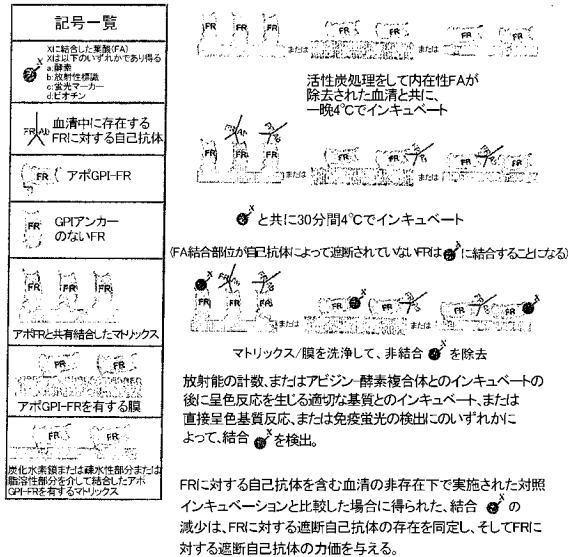 記号一覧
X
Xに結合した葉酸(FA)
Xは以下のいずれかであり得る
a:酵素
b:放射性標識
c:蛍光マーカー
d:ビオチン
FR Ab
血清中に存在する
FRに対する自己抗体
FR
アポGPI-FR
FR
GPIアンカー
のないFR
FR FR FR
アポFRと共有結合したマトリックス
FR FR
アポGPI-FRを有する膜
FR FR
炭化水素鎖または疎水性部分または
脂溶性部分を介して結合したアポ
GPI-FRを有するマトリックス
FR FR FR または FR FR または FR FR
活性炭処理をして内在性FAが
除去された血清と共に、
一晩4℃でインキュベート
FR FR FR または FR FR または FR FR
X と共に30分間4℃でインキュベート
(FA結合部位が自己抗体によって遮断されていないFRは X に結合することになる)
X
FR FR FR または FR FR または FR FR
マトリックス/膜を洗浄して、非結合 X を除去
放射能の計数、またはアビジン-酵素複合体とのインキュベートの
後に呈色反応を生じる適切な基質とのインキュベート、または
直接呈色基質反応、または免疫蛍光の検出にのいずれかに
よって、結合 X を検出。
FRに対する自己抗体を含む血清の非存在下で実施された対照
インキュベーションと比較した場合に得られた、結合 X の
減少は、FRに対する遮断自己抗体の存在を同定し、そしてFRに
対する遮断自己抗体の力価を与える。